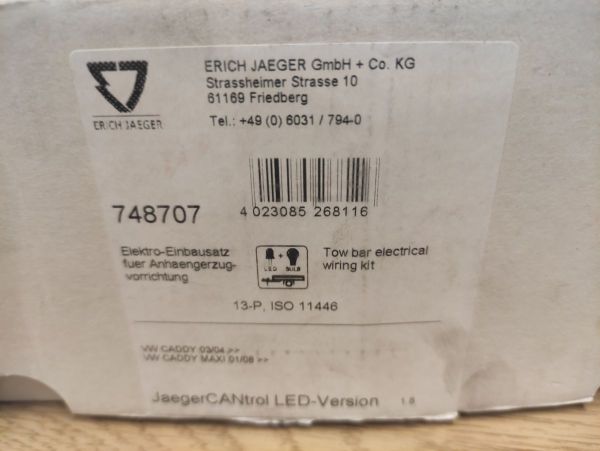 ERICH JAEGER GmbH + Co. KG
Strassheimer Strasse 10
61169 Friedberg
Tel.: +49 (0) 6031 / 794-0
ERICH JAEGER
748707
4 023085 268116
Elektro-Einbausatz
fuer Anhaengerzug-
vorrichtung
LED + BULB
Tow bar electrical
wiring kit
13-P, ISO 11446
VW CADDY 03/04 >>
VW CADDY MAXI 01/08 >>
JaegerCANtrol LED-Version 1.0